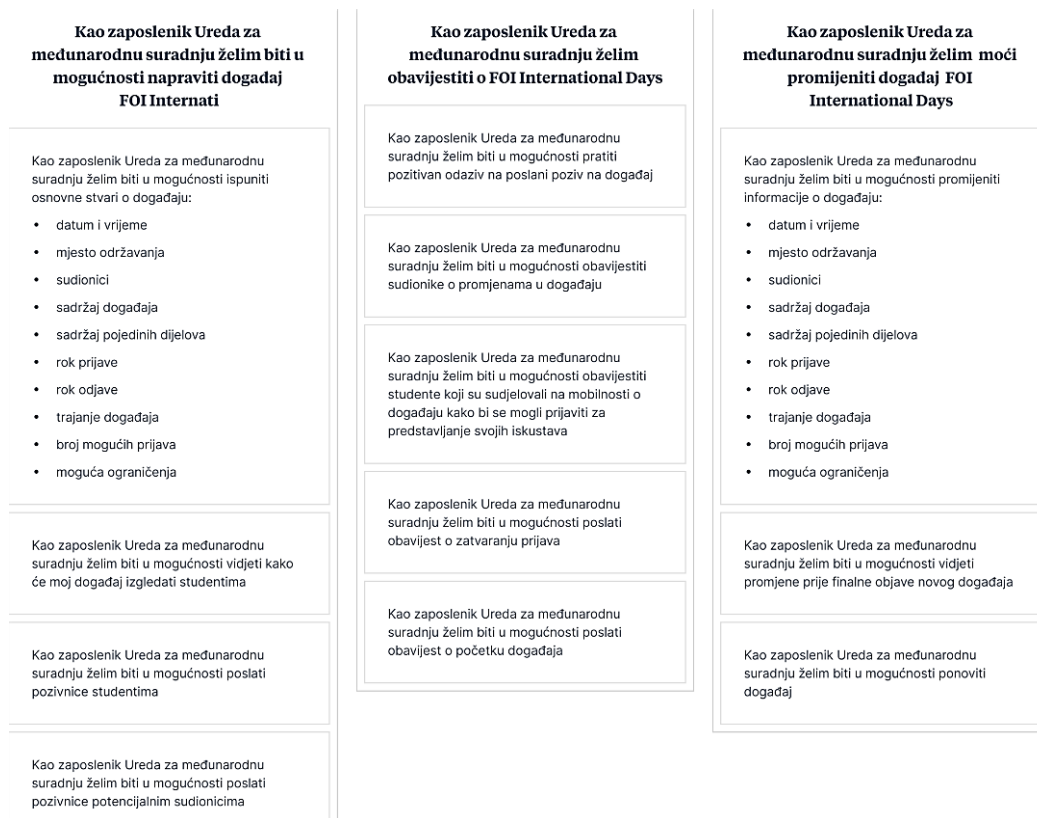 Kao zaposlenik Ureda za
međunarodnu suradnju želim biti u
mogućnosti napraviti događaj
FOI Internati
Kao zaposlenik Ureda za međunarodnu
suradnju želim biti u mogućnosti ispuniti
osnovne stvari o događaju:
• datum i vrijeme
• mjesto održavanja
• sudionici
• sadržaj događaja
• sadržaj pojedinih dijelova
• rok prijave
• rok odjave
• trajanje događaja
• broj mogućih prijava
• moguća ograničenja
Kao zaposlenik Ureda za međunarodnu
suradnju želim biti u mogućnosti vidjeti kako
će moj događaj izgledati studentima
Kao zaposlenik Ureda za međunarodnu
suradnju želim biti u mogućnosti poslati
pozivnice studentima
Kao zaposlenik Ureda za međunarodnu
suradnju želim biti u mogućnosti poslati
pozivnice potencijalnim sudionicima
Kao zaposlenik Ureda za
međunarodnu suradnju želim
obavijestiti o FOI International Days
Kao zaposlenik Ureda za međunarodnu
suradnju želim biti u mogućnosti pratiti
pozitivan odaziv na poslani poziv na događaj
Kao zaposlenik Ureda za međunarodnu
suradnju želim biti u mogućnosti obavijestiti
sudionike o promjenama u događaju
Kao zaposlenik Ureda za međunarodnu
suradnju želim biti u mogućnosti obavijestiti
studente koji su sudjelovali na mobilnosti o
događaju kako bi se mogli prijaviti za
predstavljanje svojih iskustava
Kao zaposlenik Ureda za međunarodnu
suradnju želim biti u mogućnosti poslati
obavijest o zatvaranju prijava
Kao zaposlenik Ureda za međunarodnu
suradnju želim biti u mogućnosti poslati
obavijest o početku događaja
Kao zaposlenik Ureda za
međunarodnu suradnju želim moći
promijeniti događaj FOI
International Days
Kao zaposlenik Ureda za međunarodnu
suradnju želim biti u mogućnosti promijeniti
informacije o događaju:
• datum i vrijeme
• mjesto održavanja
• sudionici
• sadržaj događaja
• sadržaj pojedinih dijelova
• rok prijave
• rok odjave
• trajanje događaja
• broj mogućih prijava
• moguća ograničenja
Kao zaposlenik Ureda za međunarodnu
suradnju želim biti u mogućnosti vidjeti
promjene prije finalne objave novog događaja
Kao zaposlenik Ureda za međunarodnu
suradnju želim biti u mogućnosti ponoviti
događaj